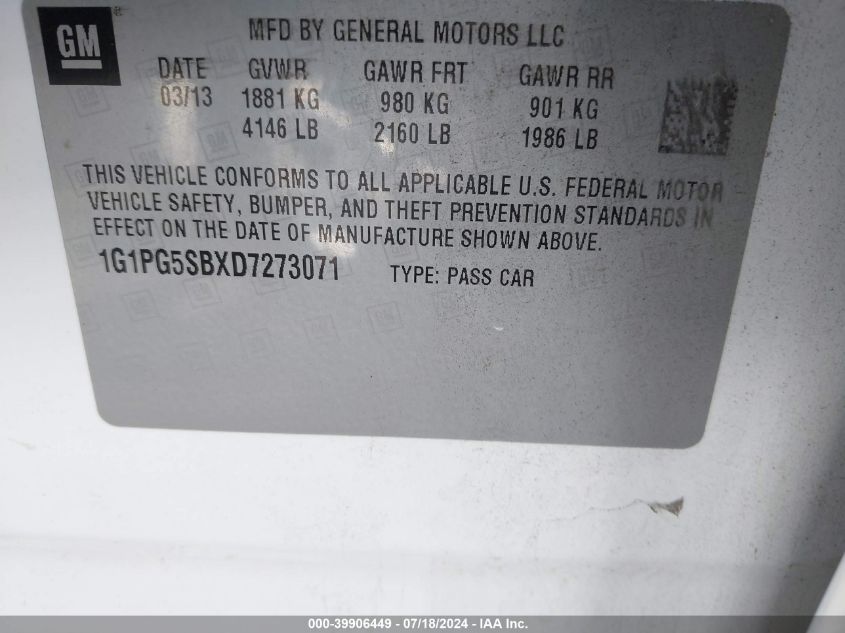 GM
MFD BY GENERAL MOTORS LLC
DATE GVWR GAWR FRT GAWR RR
03/13 1881 KG 980 KG 901 KG
4146 LB 2160 LB 1986 LB
THIS VEHICLE CONFORMS TO ALL APPLICABLE U.S. FEDERAL MOTOR
VEHICLE SAFETY, BUMPER, AND THEFT PREVENTION STANDARDS IN
EFFECT ON THE DATE OF MANUFACTURE SHOWN ABOVE.
1G1PG5SBXD7273071 TYPE: PASS CAR
000-39906449 - 07/18/2024 - IAA Inc.